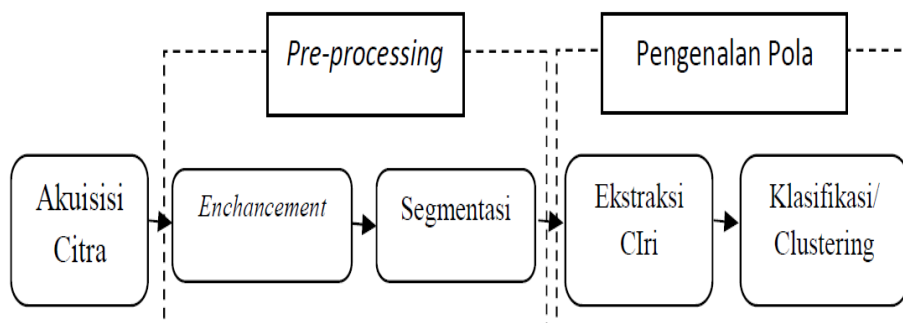 Pre-processing
Pengenalan Pola
Akuisisi
Citra
Enchancement
Segmentasi
Ekstraksi
CIri
Klasifikasi/
Clustering